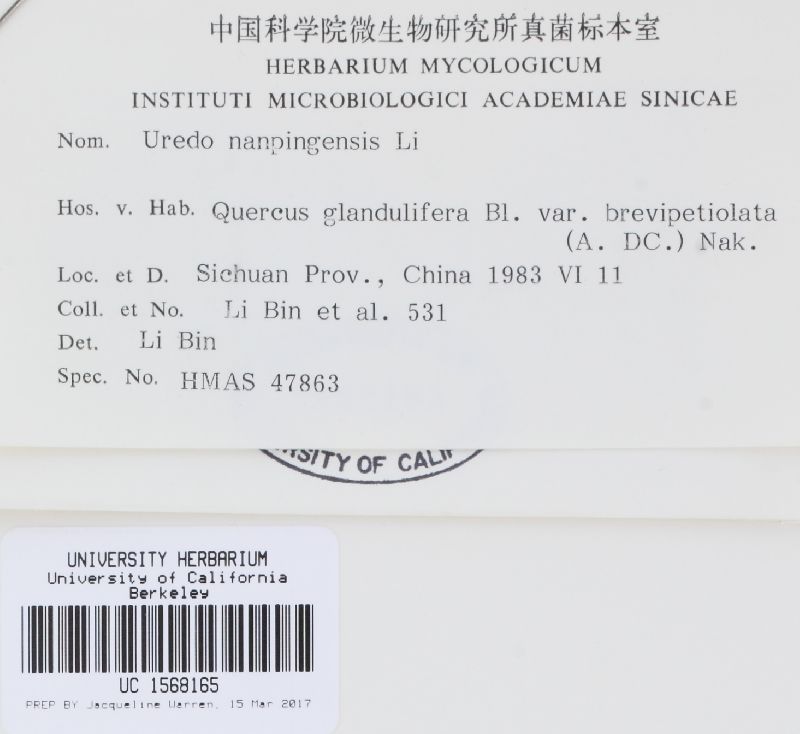 中国科学院微生物研究所真菌标本室
HERBARIUM MYCOLOGICUM
INSTITUTI MICROBIOLOGICI ACADEMIAE SINICAE
Nom. Uredo nanpingensis Li
Hos. v. Hab. Quercus glandulifera Bl. var. brevipetiolata
(A. DC.) Nak.
Loc. et D. Sichuan Prov., China 1983 VI 11
Coll. et No. Li Bin et al. 531
Det. Li Bin
Spec. No. HMAS 47863
OF
UNIVERSITY HERBARIUM
University of California
Berkeley
UC 1568165
PREP BY Jacqueline Warren, 15 Mar 2017